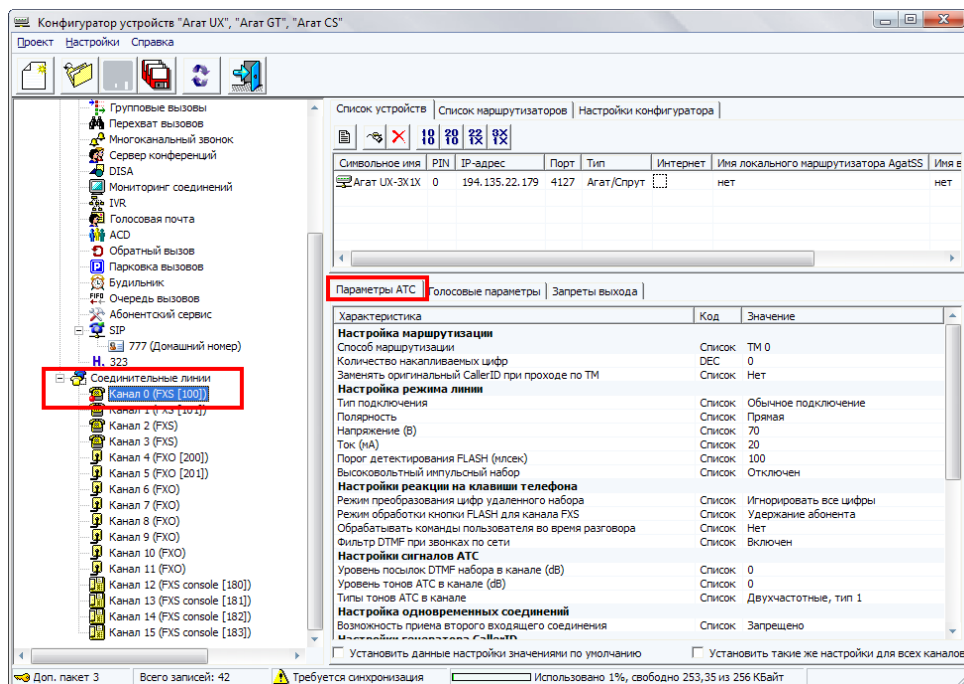 Конфигуратор устройств "Агат UX", "Агат GT", "Агат CS"
Проект Настройки Справка
Групповые вызовы
Перехват вызовов
Многоканальный звонок
Сервер конференций
DISA
Мониторинг соединений
IVR
Голосовая почта
ACD
Обратный вызов
Парковка вызовов
Будильник
Очередь вызовов
Абонентский сервис
SIP
777 (Домашний номер)
H. 323
Соединительные линии
Канал 0 (FXS [100])
Канал 1 (FXS [101])
Канал 2 (FXS)
Канал 3 (FXS)
Канал 4 (FXO [200])
Канал 5 (FXO [201])
Канал 6 (FXO)
Канал 7 (FXO)
Канал 8 (FXO)
Канал 9 (FXO)
Канал 10 (FXO)
Канал 11 (FXO)
Канал 12 (FXS console [180])
Канал 13 (FXS console [181])
Канал 14 (FXS console [182])
Канал 15 (FXS console [183])
Список устройств Список маршрутизаторов Настройки конфигуратора
Символьное имя PIN IP-адрес Порт Тип Интернет Имя локального маршрутизатора AgatSS Имя в
Агат UX-3X1X 0 194.135.22.179 4127 Агат/Спрут нет нет
Параметры АТС Голосовые параметры Запреты выхода
Характеристика Код Значение
Настройка маршрутизации
Способ маршрутизации Список ТМ 0
Количество накапливаемых цифр DEC 0
Заменять оригинальный CallerID при проходе по ТМ Список Нет
Настройка режима линии
Тип подключения Список Обычное подключение
Полярность Список Прямая
Напряжение (В) Список 70
Ток (мА) Список 20
Порог детектирования FLASH (млсек) Список 100
Высоковольтный импульсный набор Список Отключен
Настройки реакции на клавиши телефона
Режим преобразования цифр удаленного набора Список Игнорировать все цифры
Режим обработки кнопки FLASH для канала FXS Список Удержание абонента
Обрабатывать команды пользователя во время разговора Список Нет
Фильтр DTMF при звонках по сети Список Включен
Настройки сигналов АТС
Уровень посылок DTMF набора в канале (dB) Список 0
Уровень тонов АТС в канале (dB) Список 0
Типы тонов АТС в канале Список Двухчастотные, тип 1
Настройка одновременных соединений
Возможность приема второго входящего соединения Список Запрещено
Настройки генератора CallerID
Установить данные настройки значениями по умолчанию Установить такие же настройки для всех каналов
Доп. пакет 3 Всего записей: 42 Требуется синхронизация Использовано 1%, свободно 253,35 из 256 КБайт